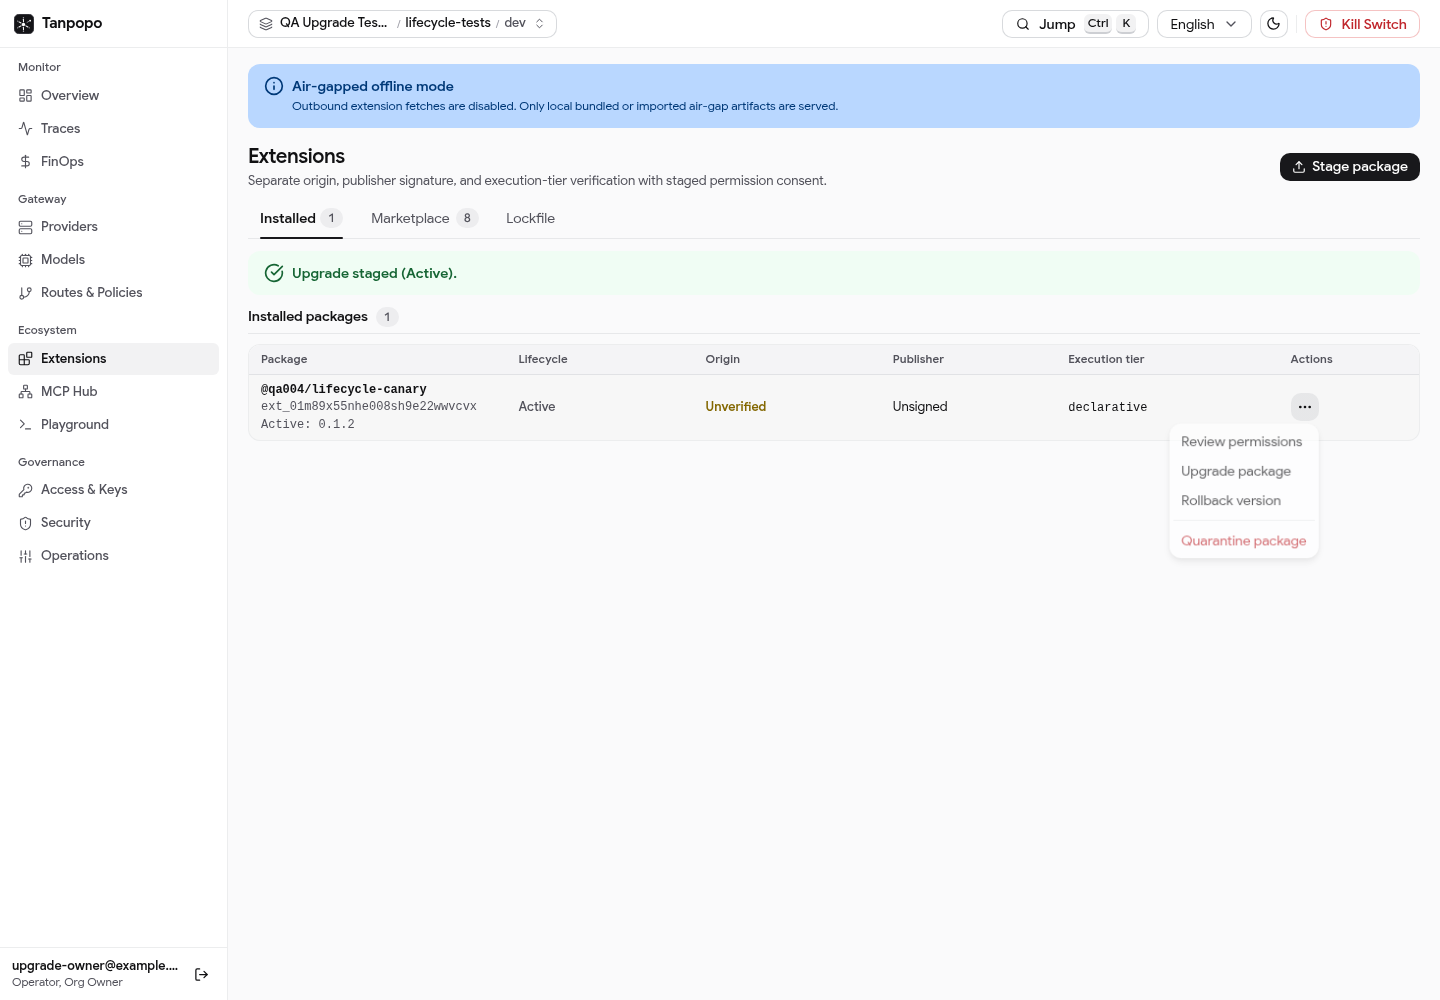 Tanpopo
QA Upgrade Tes... / lifecycle-tests / dev
Jump Ctrl K
English
Kill Switch
Monitor
Overview
Traces
FinOps
Gateway
Providers
Models
Routes & Policies
Ecosystem
Extensions
MCP Hub
Playground
Governance
Access & Keys
Security
Operations
upgrade-owner@example....
Operator, Org Owner
Air-gapped offline mode
Outbound extension fetches are disabled. Only local bundled or imported air-gap artifacts are served.
Extensions
Separate origin, publisher signature, and execution-tier verification with staged permission consent.
Stage package
Installed 1 Marketplace 8 Lockfile
Upgrade staged (Active).
Installed packages 1
Package Lifecycle Origin Publisher Execution tier Actions
@qa004/lifecycle-canary
ext_01m89x55nhe008sh9e22wwvcvx
Active: 0.1.2
Active Unverified Unsigned declarative
Review permissions
Upgrade package
Rollback version
Quarantine package